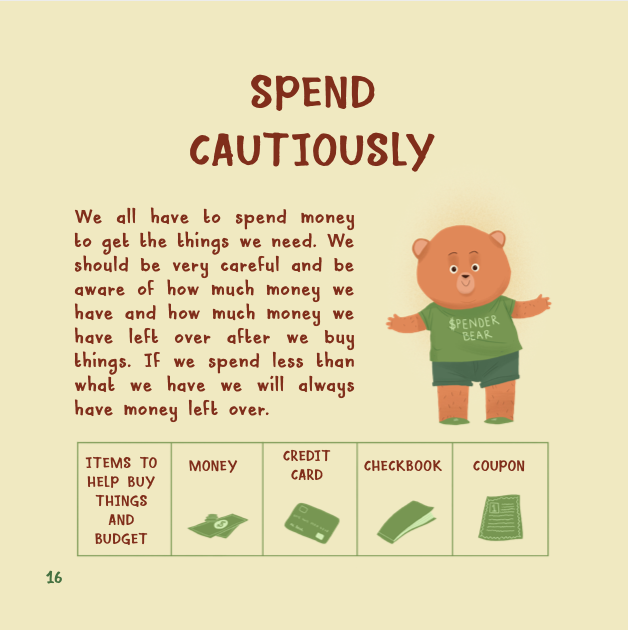 SPEND
CAUTIOUSLY
We all have to spend money
to get the things we need. We
should be very careful and be
aware of how much money we
have and how much money we
have left over after we buy
things. If we spend less than
what we have we will always
have money left over.
$PENDER
BEAR
ITEMS TO
HELP BUY
THINGS
AND
BUDGET
MONEY
CREDIT
CARD
CHECKBOOK
COUPON
16